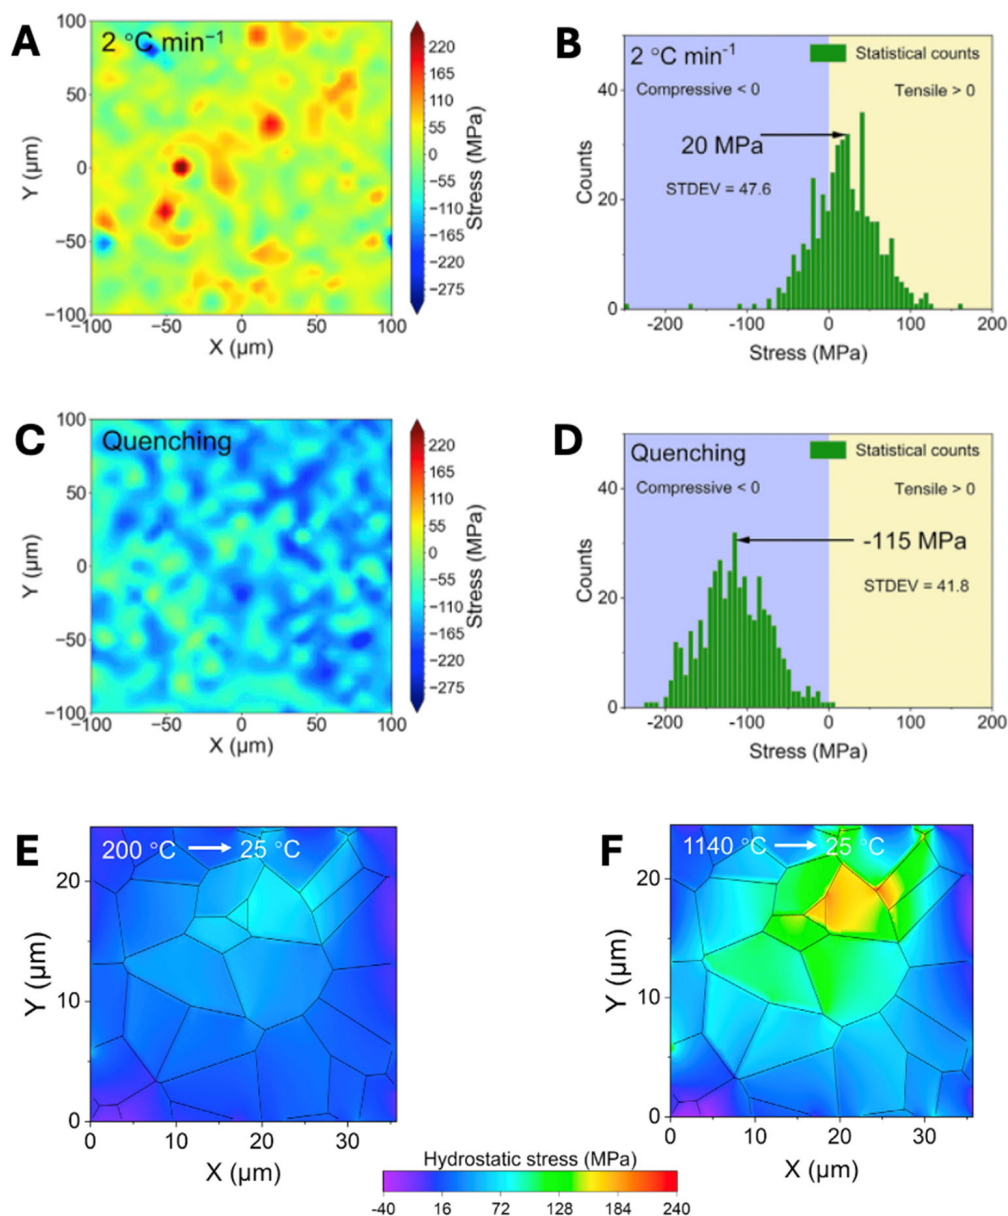 A
2 °C min⁻¹
100
50
0
−50
−100
−100 −50 0 50 100
X (µm)
Y (µm)
220
165
110
55
0
−55
−110
−165
−220
−275
Stress (MPa)
B
2 °C min⁻¹
Statistical counts
Compressive < 0
Tensile > 0
20 MPa
STDEV = 47.6
40
20
0
Counts
-200 -100 0 100 200
Stress (MPa)
C
Quenching
100
50
0
−50
−100
−100 −50 0 50 100
X (µm)
Y (µm)
220
165
110
55
0
−55
−110
−165
−220
−275
Stress (MPa)
D
Quenching
Statistical counts
Compressive < 0
Tensile > 0
-115 MPa
STDEV = 41.8
40
20
0
Counts
-200 -100 0 100 200
Stress (MPa)
E
200 °C → 25 °C
20
10
0
Y (µm)
0 10 20 30
X (µm)
F
1140 °C → 25 °C
20
10
0
Y (µm)
0 10 20 30
X (µm)
Hydrostatic stress (MPa)
-40 16 72 128 184 240